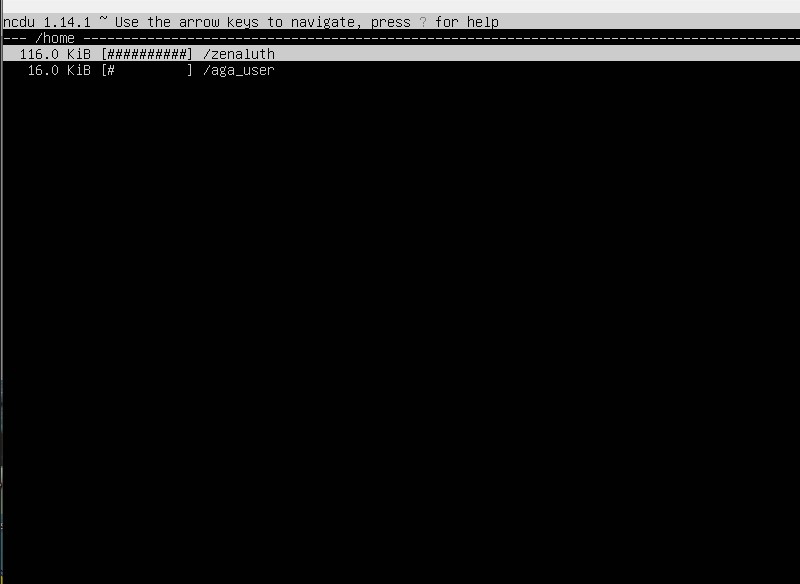 ncdu 1.14.1 ~ Use the arrow keys to navigate, press ? for help
--- /home ----------------------------------------------------------------------------------------
  116.0 KiB [##########] /zenaluth
   16.0 KiB [#         ] /aga_user